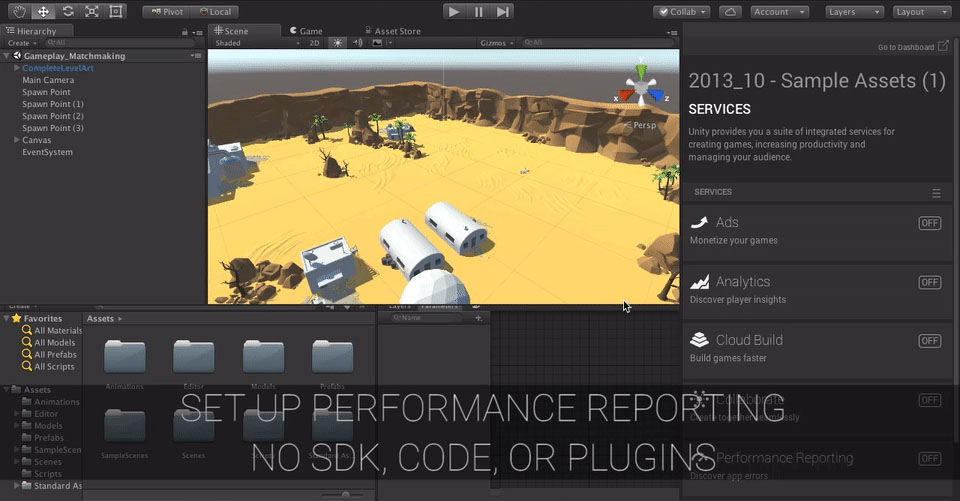 Pivot Local Collab Account Layers Layout
Hierarchy Scene Game Asset Store
Create All Shaded 2D Gizmos All
Go to Dashboard
Gameplay_Matchmaking
CompleteLevelArt
Main Camera
Spawn Point
Spawn Point (1)
Spawn Point (2)
Spawn Point (3)
Canvas
EventSystem
y
x z
Persp
2013_10 - Sample Assets (1)
SERVICES
Unity provides you a suite of integrated services for
creating games, increasing productivity and
managing your audience.
SERVICES
Ads OFF
Monetize your games
Analytics OFF
Discover player insights
Cloud Build OFF
Build games faster
Collaborate OFF
Create together seamlessly
Performance Reporting OFF
Discover app errors
Create Layers Parameters
Favorites
All Materials
All Models
All Prefabs
All Scripts
Assets
Name
Assets
Animations
Editor
Models
Prefabs
SampleScen
Scenes
Scripts
Standard As
Animations Editor Models Prefabs
SampleScenes Scenes Scripts Standard As...
SET UP PERFORMANCE REPORTING
NO SDK, CODE, OR PLUGINS